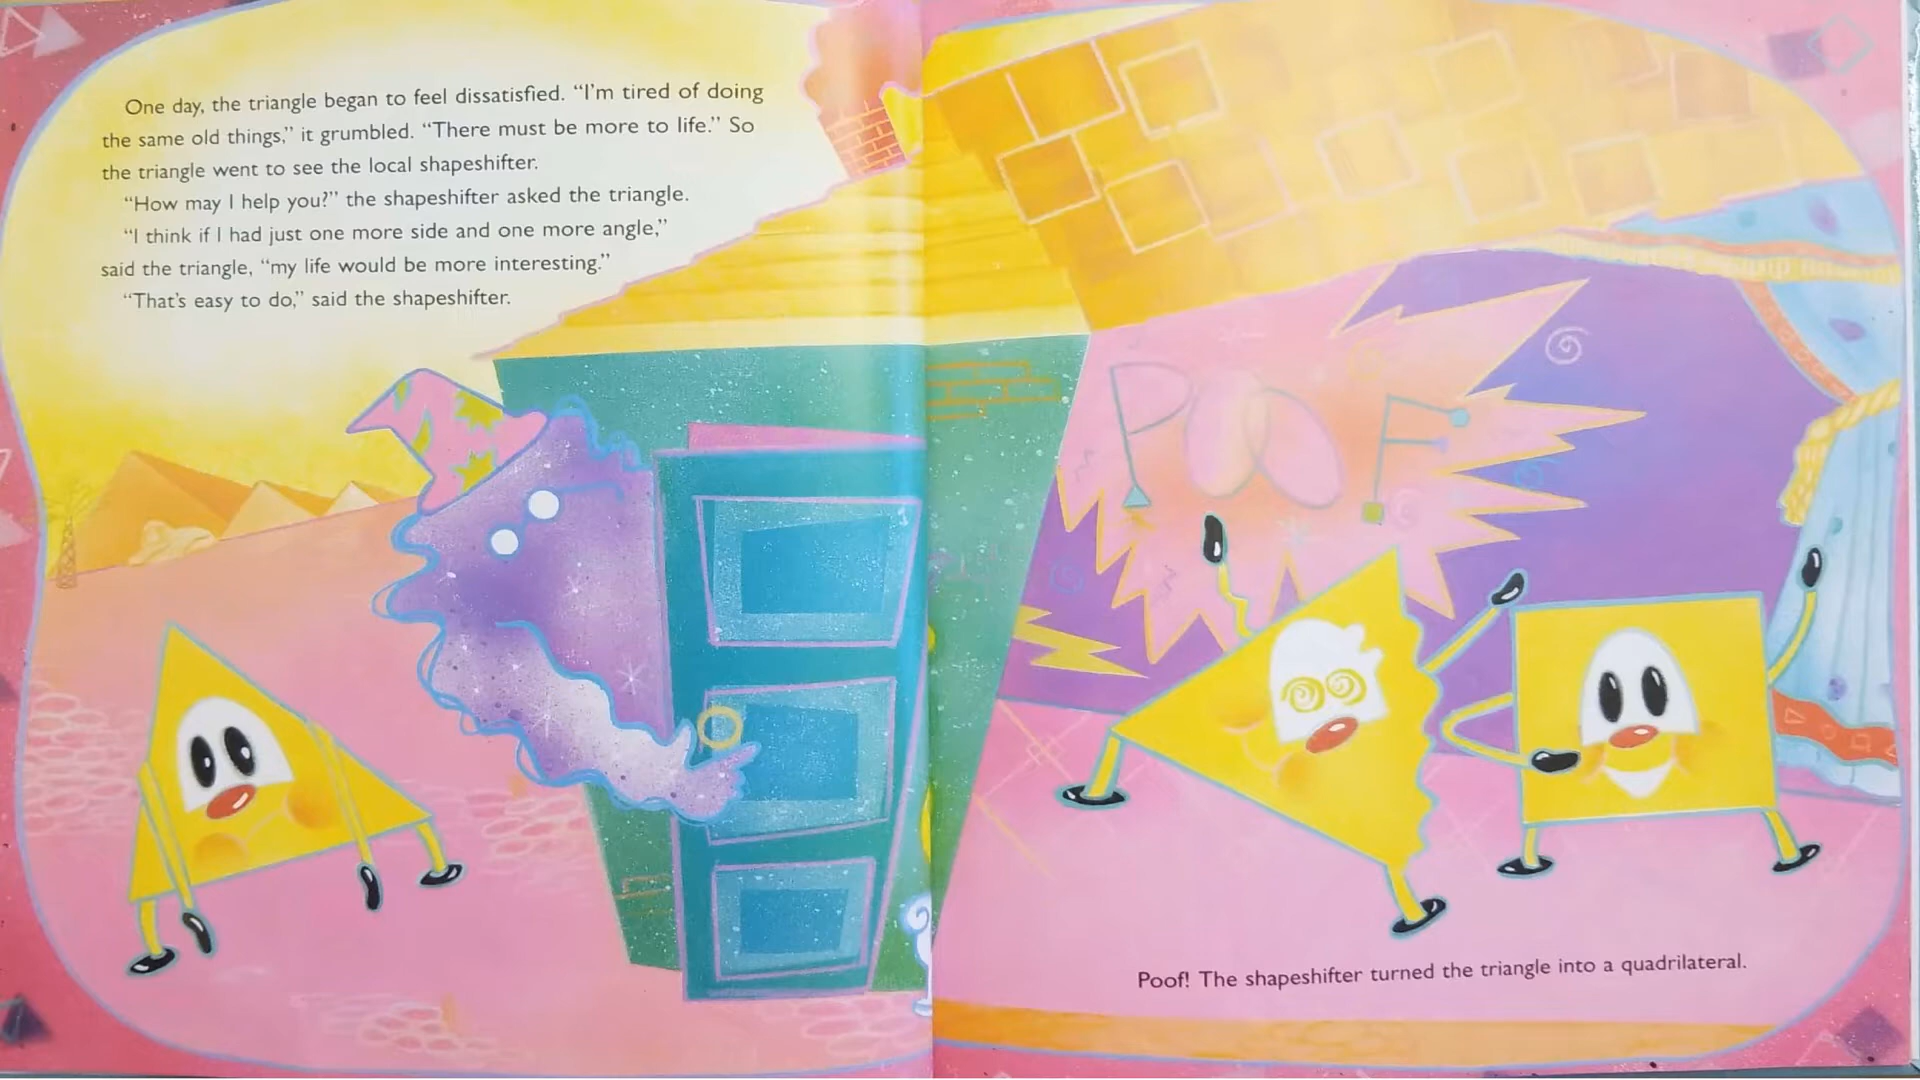 One day, the triangle began to feel dissatisfied. “I’m tired of doing
the same old things,” it grumbled. “There must be more to life.” So
the triangle went to see the local shapeshifter.
“How may I help you?” the shapeshifter asked the triangle.
“I think if I had just one more side and one more angle,”
said the triangle, “my life would be more interesting.”
“That’s easy to do,” said the shapeshifter.
POOF
Poof! The shapeshifter turned the triangle into a quadrilateral.